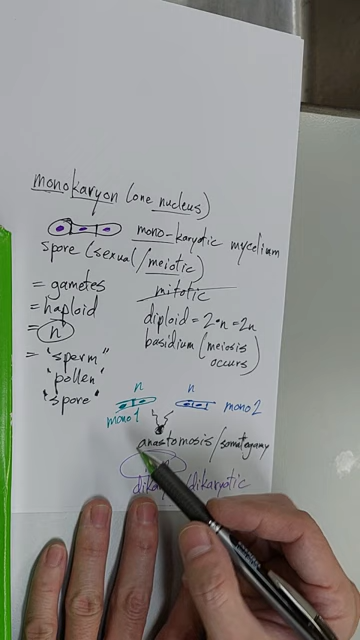 monokaryon (one nucleus)
mono-karyotic mycelium
spore (sexual/meiotic)
= gametes
mitotic
= haploid
diploid = 2·n = 2n
= n
basidium (meiosis
occurs)
= "sperm"
"pollen"
"spore"
n n
mono 1 mono 2
anastomosis/somatogamy
dikaryon/dikaryotic